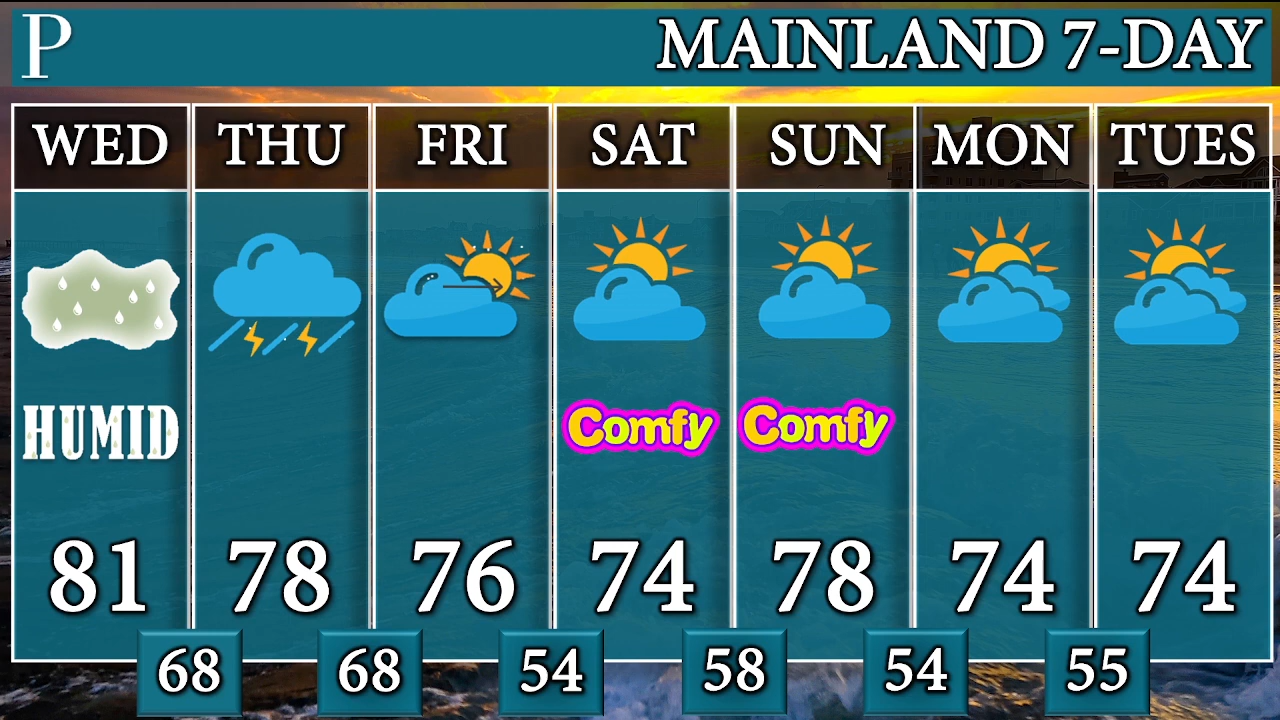 P
MAINLAND 7-DAY
WED THU FRI SAT SUN MON TUES
HUMID Comfy Comfy
81 78 76 74 78 74 74
68 68 54 58 54 55